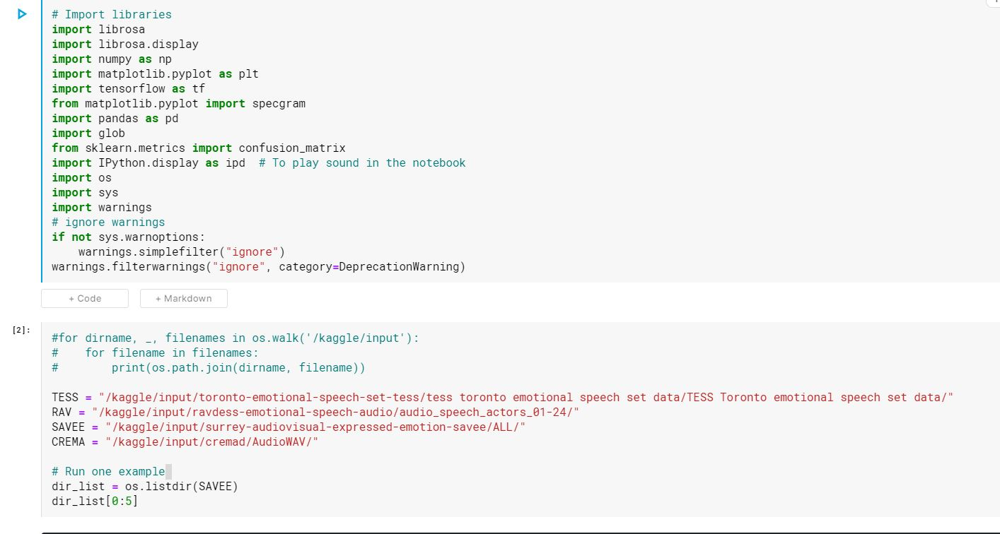 # Import libraries
import librosa
import librosa.display
import numpy as np
import matplotlib.pyplot as plt
import tensorflow as tf
from matplotlib.pyplot import specgram
import pandas as pd
import glob
from sklearn.metrics import confusion_matrix
import IPython.display as ipd  # To play sound in the notebook
import os
import sys
import warnings
# ignore warnings
if not sys.warnoptions:
    warnings.simplefilter("ignore")
warnings.filterwarnings("ignore", category=DeprecationWarning)
+ Code + Markdown
[2]:
#for dirname, _, filenames in os.walk('/kaggle/input'):
#    for filename in filenames:
#        print(os.path.join(dirname, filename))
TESS = "/kaggle/input/toronto-emotional-speech-set-tess/tess toronto emotional speech set data/TESS Toronto emotional speech set data/"
RAV = "/kaggle/input/ravdess-emotional-speech-audio/audio_speech_actors_01-24/"
SAVEE = "/kaggle/input/surrey-audiovisual-expressed-emotion-savee/ALL/"
CREMA = "/kaggle/input/cremad/AudioWAV/"
# Run one example
dir_list = os.listdir(SAVEE)
dir_list[0:5]